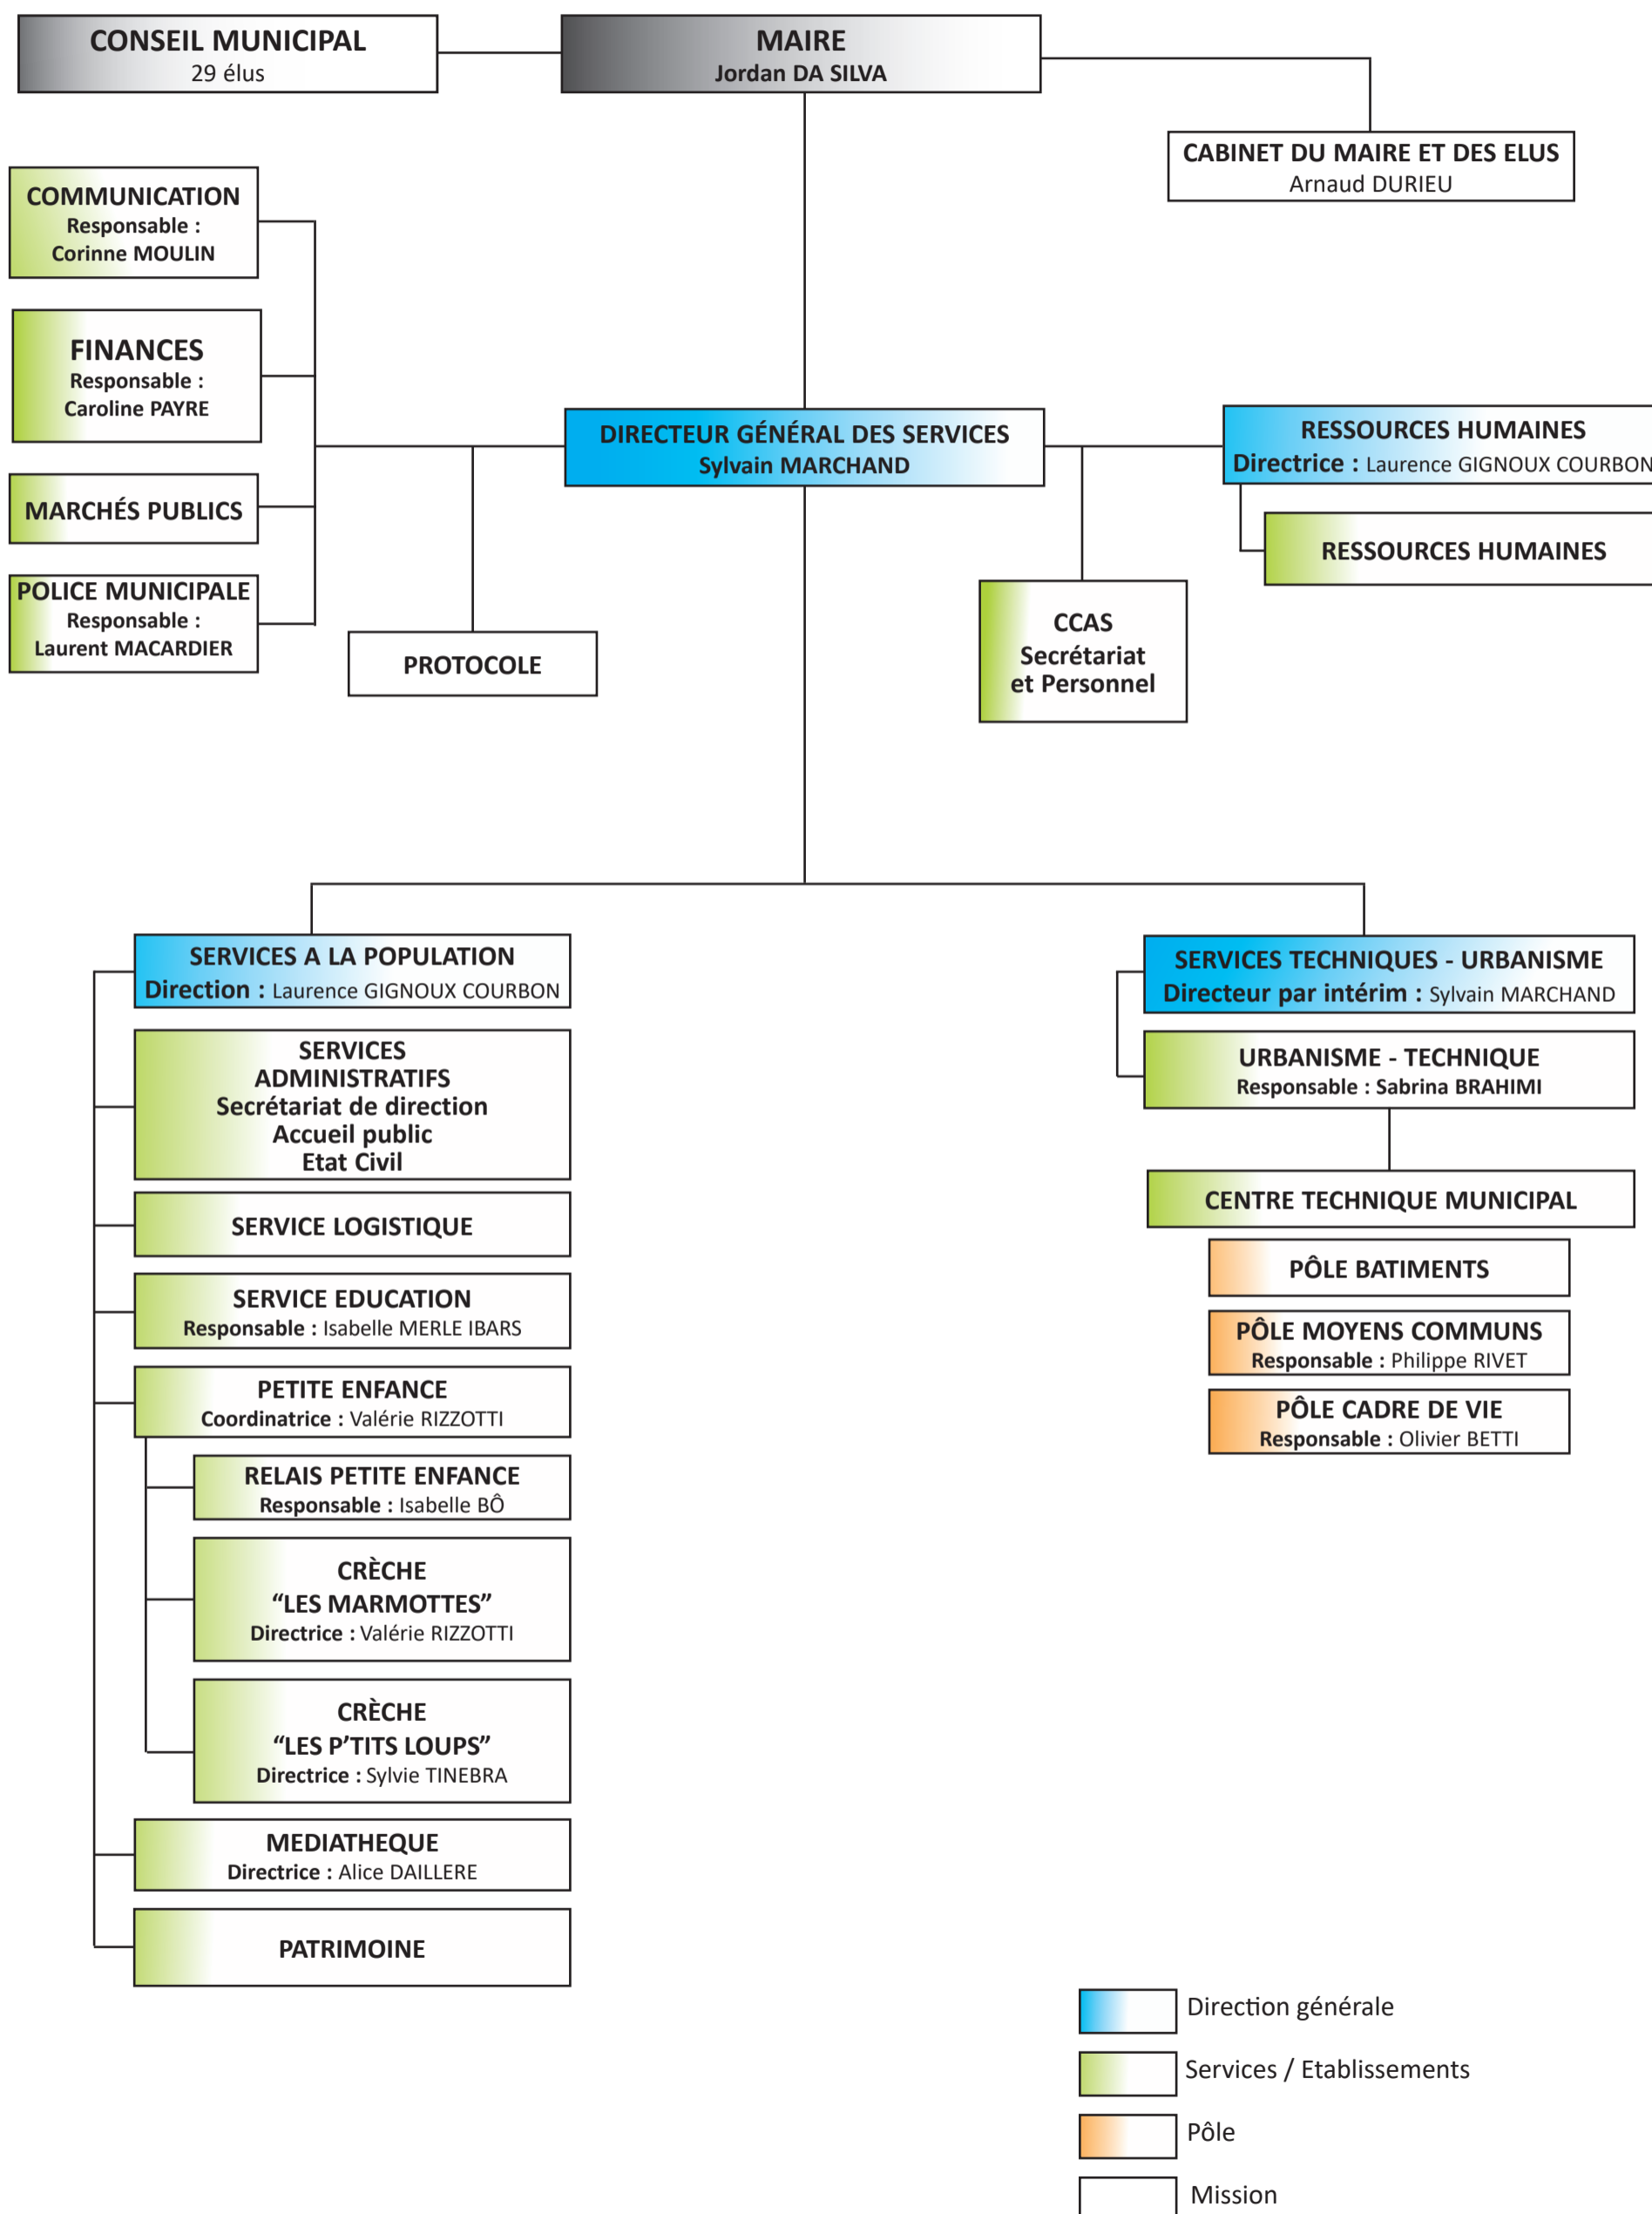 CONSEIL MUNICIPAL
29 élus
MAIRE
Jordan DA SILVA
CABINET DU MAIRE ET DES ELUS
Arnaud DURIEU
COMMUNICATION
Responsable :
Corinne MOULIN
FINANCES
Responsable :
Caroline PAYRE
MARCHÉS PUBLICS
POLICE MUNICIPALE
Responsable :
Laurent MACARDIER
PROTOCOLE
DIRECTEUR GÉNÉRAL DES SERVICES
Sylvain MARCHAND
RESSOURCES HUMAINES
Directrice : Laurence GIGNOUX COURBON
RESSOURCES HUMAINES
CCAS
Secrétariat
et Personnel
SERVICES A LA POPULATION
Direction : Laurence GIGNOUX COURBON
SERVICES
ADMINISTRATIFS
Secrétariat de direction
Accueil public
Etat Civil
SERVICE LOGISTIQUE
SERVICE EDUCATION
Responsable : Isabelle MERLE IBARS
PETITE ENFANCE
Coordinatrice : Valérie RIZZOTTI
RELAIS PETITE ENFANCE
Responsable : Isabelle BÔ
CRÈCHE
“LES MARMOTTES”
Directrice : Valérie RIZZOTTI
CRÈCHE
“LES P’TITS LOUPS”
Directrice : Sylvie TINEBRA
MEDIATHEQUE
Directrice : Alice DAILLERE
PATRIMOINE
SERVICES TECHNIQUES - URBANISME
Directeur par intérim : Sylvain MARCHAND
URBANISME - TECHNIQUE
Responsable : Sabrina BRAHIMI
CENTRE TECHNIQUE MUNICIPAL
PÔLE BATIMENTS
PÔLE MOYENS COMMUNS
Responsable : Philippe RIVET
PÔLE CADRE DE VIE
Responsable : Olivier BETTI
Direction générale
Services / Etablissements
Pôle
Mission